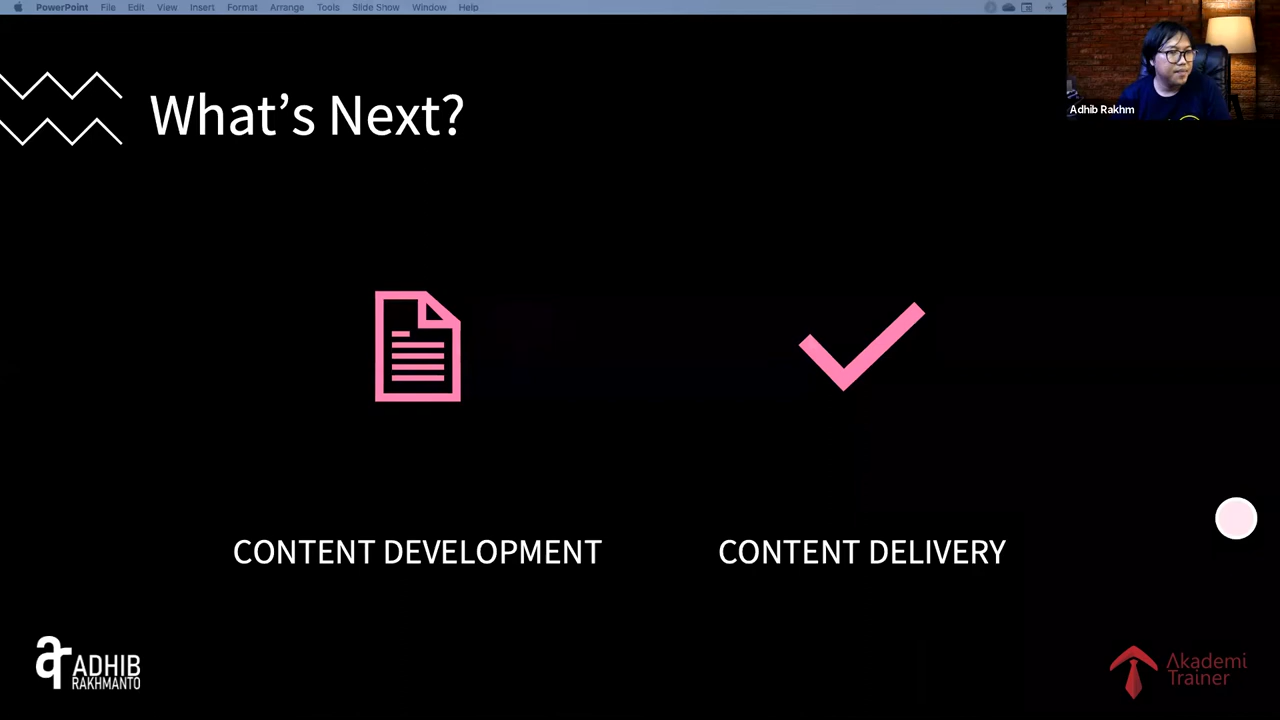 PowerPoint File Edit View Insert Format Arrange Tools Slide Show Window Help
Adhib Rakhm
What's Next?
CONTENT DEVELOPMENT
CONTENT DELIVERY
ar ADHIB
RAKHMANTO
Akademi
Trainer